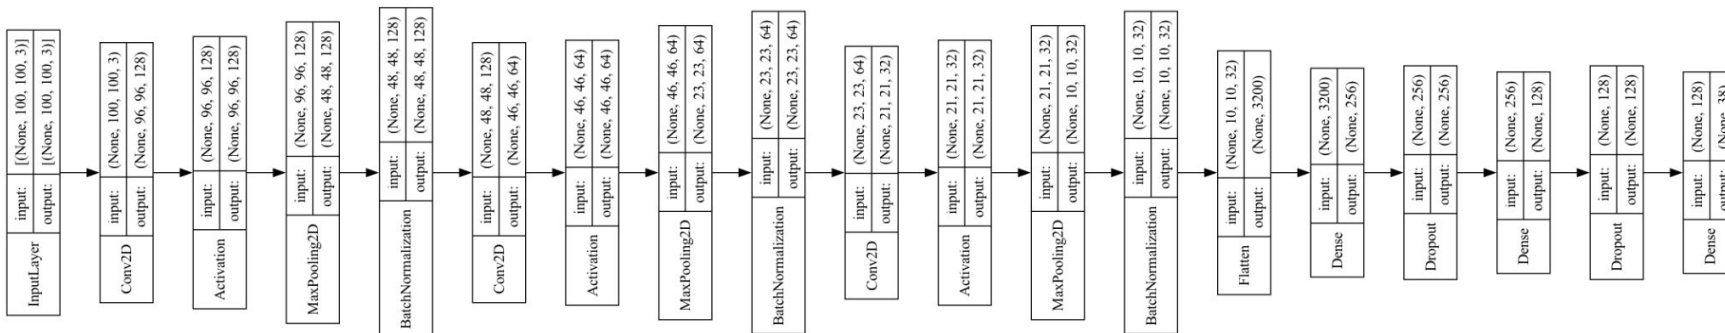 InputLayer
input: [(None, 100, 100, 3)]
output: [(None, 100, 100, 3)]
Conv2D
input: (None, 100, 100, 3)
output: (None, 96, 96, 128)
Activation
input: (None, 96, 96, 128)
output: (None, 96, 96, 128)
MaxPooling2D
input: (None, 96, 96, 128)
output: (None, 48, 48, 128)
BatchNormalization
input: (None, 48, 48, 128)
output: (None, 48, 48, 128)
Conv2D
input: (None, 48, 48, 128)
output: (None, 46, 46, 64)
Activation
input: (None, 46, 46, 64)
output: (None, 46, 46, 64)
MaxPooling2D
input: (None, 46, 46, 64)
output: (None, 23, 23, 64)
BatchNormalization
input: (None, 23, 23, 64)
output: (None, 23, 23, 64)
Conv2D
input: (None, 23, 23, 64)
output: (None, 21, 21, 32)
Activation
input: (None, 21, 21, 32)
output: (None, 21, 21, 32)
MaxPooling2D
input: (None, 21, 21, 32)
output: (None, 10, 10, 32)
BatchNormalization
input: (None, 10, 10, 32)
output: (None, 10, 10, 32)
Flatten
input: (None, 10, 10, 32)
output: (None, 3200)
Dense
input: (None, 3200)
output: (None, 256)
Dropout
input: (None, 256)
output: (None, 256)
Dense
input: (None, 256)
output: (None, 128)
Dropout
input: (None, 128)
output: (None, 128)
Dense
input: (None, 128)
output: (None, 38)